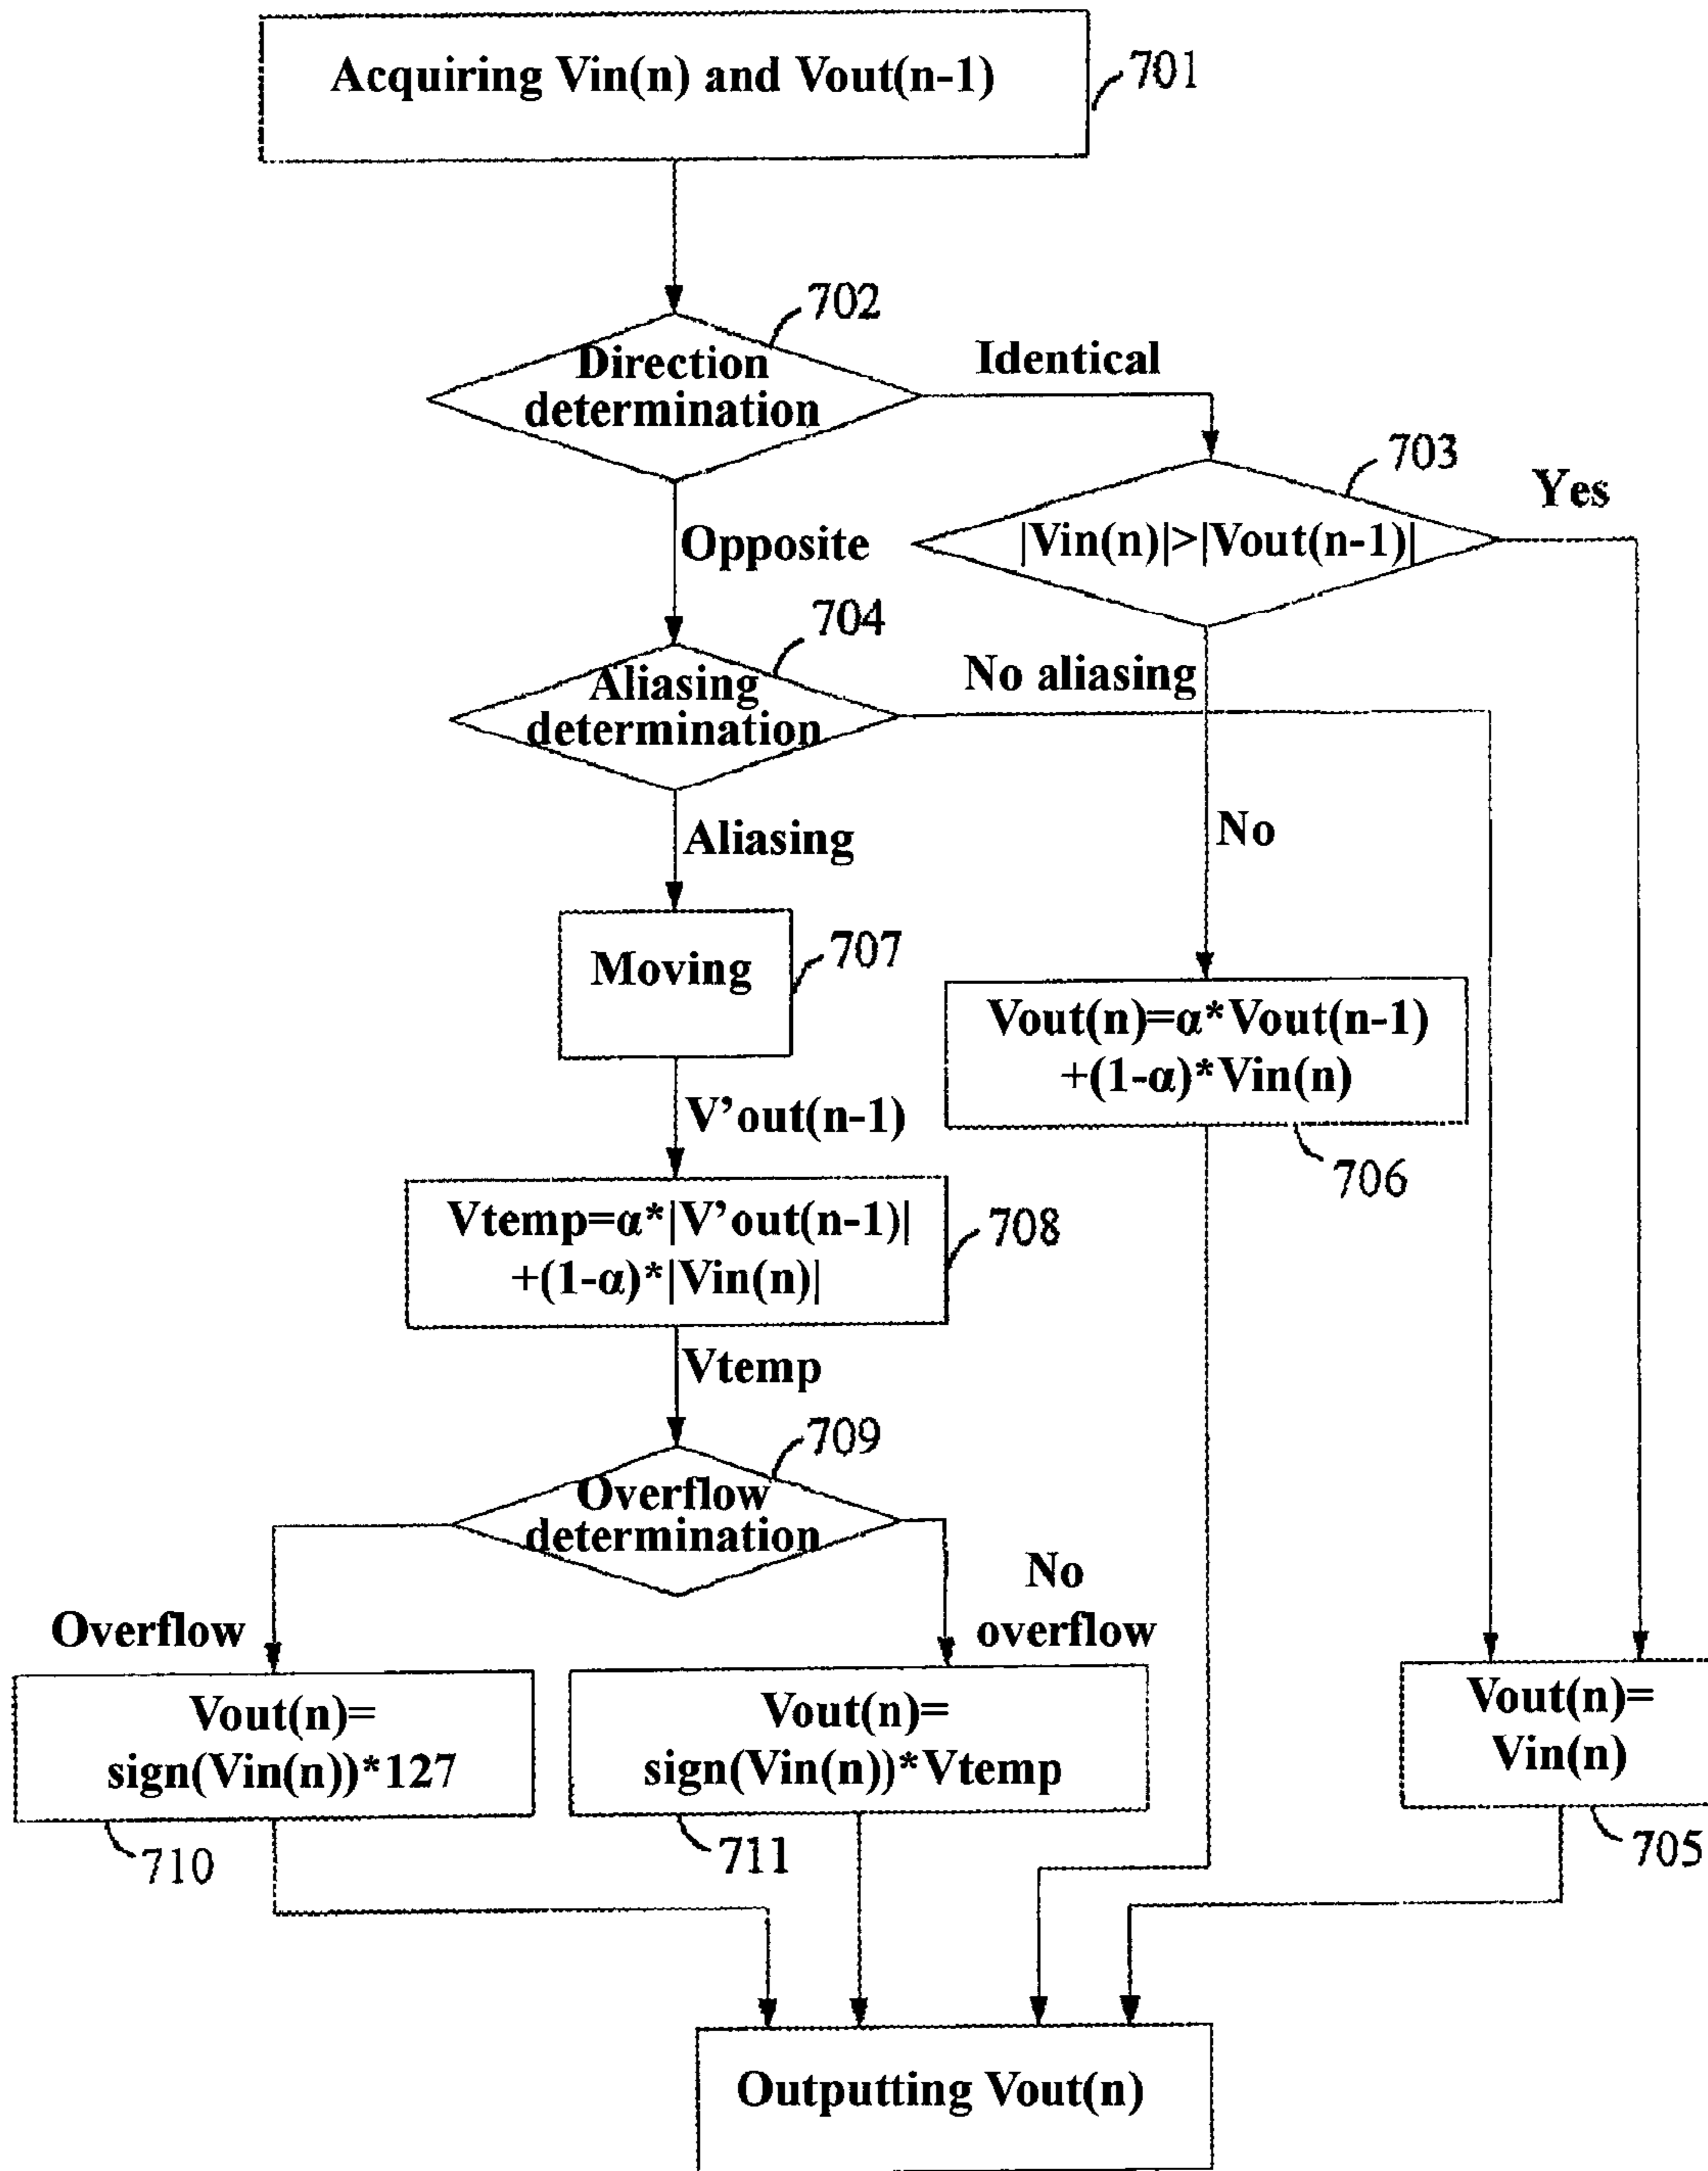 Acquiring Vin(n) and Vout(n-1)
701
702
Direction
determination
Identical
703
Yes
|Vin(n)|>|Vout(n-1)|
Opposite
704
No aliasing
Aliasing
determination
Aliasing
No
Moving
707
Vout(n)=α*Vout(n-1)
+(1-α)*Vin(n)
706
V’out(n-1)
Vtemp=α*|V’out(n-1)|
+(1-α)*|Vin(n)|
708
Vtemp
709
Overflow
determination
Overflow
No
overflow
Vout(n)=
sign(Vin(n))*127
710
Vout(n)=
sign(Vin(n))*Vtemp
711
Vout(n)=
Vin(n)
705
Outputting Vout(n)